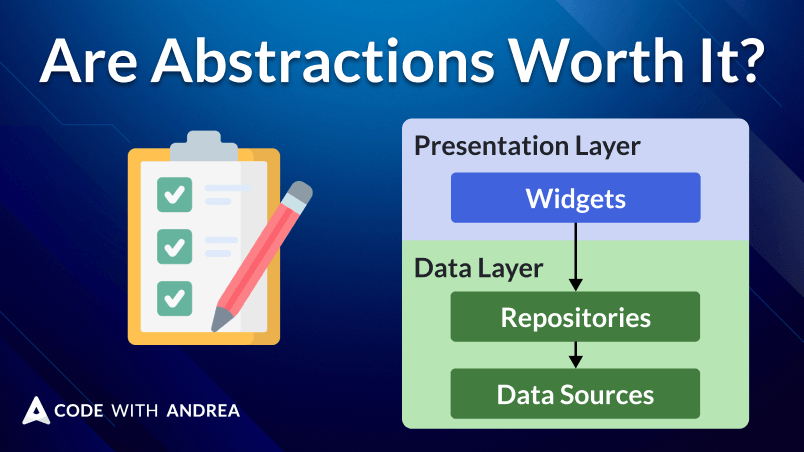 Are Abstractions Worth It?
Presentation Layer
Widgets
Data Layer
Repositories
Data Sources
CODE WITH ANDREA